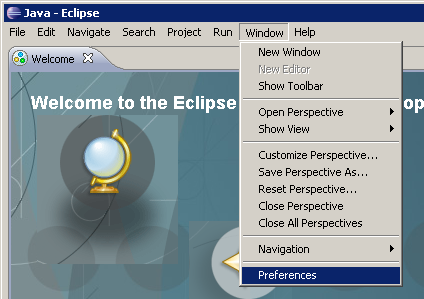 Java - Eclipse
File Edit Navigate Search Project Run Window Help
Welcome
Welcome to the Eclipse
New Window
New Editor
Show Toolbar
Open Perspective
Show View
Customize Perspective...
Save Perspective As...
Reset Perspective...
Close Perspective
Close All Perspectives
Navigation
Preferences